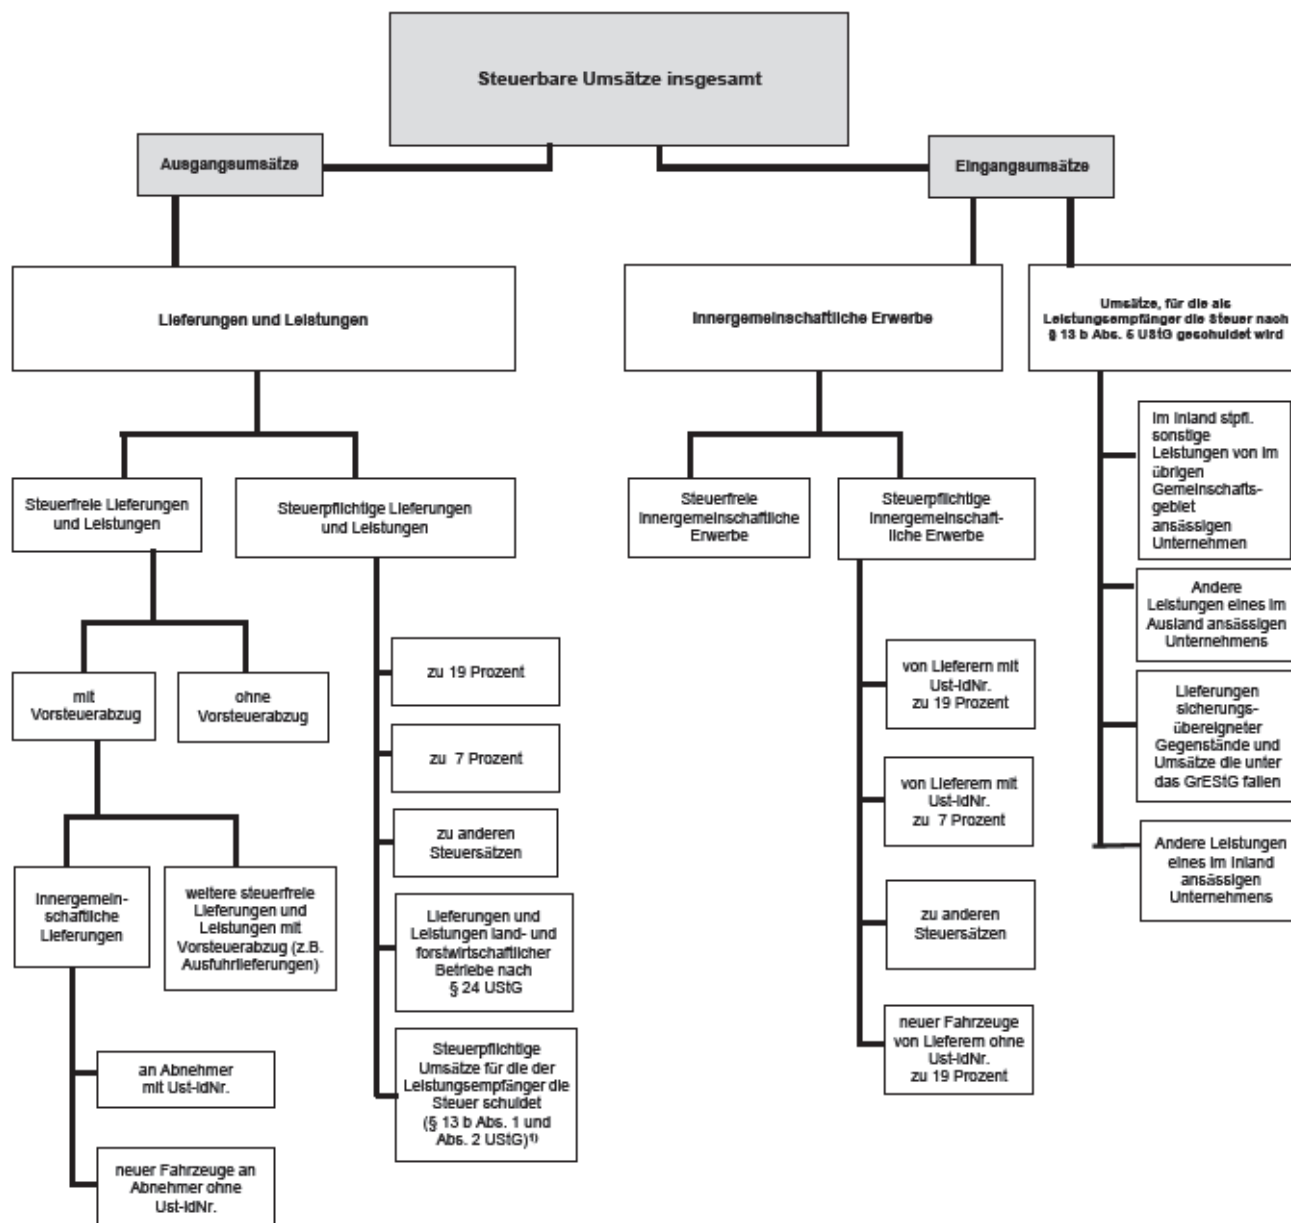 Steuerbare Umsätze insgesamt
Ausgangsumsätze
Eingangsumsätze
Lieferungen und Leistungen
Innergemeinschaftliche Erwerbe
Umsätze, für die als
Leistungsempfänger die Steuer nach
§ 13 b Abs. 5 UStG geschuldet wird
Steuerfreie Lieferungen
und Leistungen
Steuerpflichtige Lieferungen
und Leistungen
Steuerfreie
innergemeinschaftliche
Erwerbe
Steuerpflichtige
innergemeinschaft-
liche Erwerbe
Im Inland stpfl.
sonstige
Leistungen von im
übrigen
Gemeinschafts-
gebiet
ansässigen
Unternehmen
Andere
Leistungen eines im
Ausland ansässigen
Unternehmens
Lieferungen
sicherungs-
übereigneter
Gegenstände und
Umsätze die unter
das GrEStG fallen
Andere Leistungen
eines im Inland
ansässigen
Unternehmens
mit
Vorsteuerabzug
ohne
Vorsteuerabzug
zu 19 Prozent
zu 7 Prozent
zu anderen
Steuersätzen
Lieferungen und
Leistungen land- und
forstwirtschaftlicher
Betriebe nach
§ 24 UStG
Steuerpflichtige
Umsätze für die der
Leistungsempfänger die
Steuer schuldet
(§ 13 b Abs. 1 und
Abs. 2 UStG)¹⁾
von Lieferern mit
Ust-IdNr.
zu 19 Prozent
von Lieferern mit
Ust-IdNr.
zu 7 Prozent
zu anderen
Steuersätzen
neuer Fahrzeuge
von Lieferern ohne
Ust-IdNr.
zu 19 Prozent
Innergemein-
schaftliche
Lieferungen
weitere steuerfreie
Lieferungen und
Leistungen mit
Vorsteuerabzug (z.B.
Ausfuhrlieferungen)
an Abnehmer
mit Ust-IdNr.
neuer Fahrzeuge an
Abnehmer ohne
Ust-IdNr.